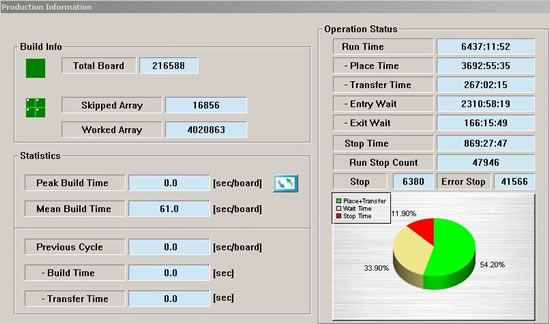 Production Information
Build Info
Total Board 216588
Skipped Array 16856
Worked Array 4020863
Statistics
Peak Build Time 0.0 [sec/board]
Mean Build Time 61.0 [sec/board]
Previous Cycle 0.0 [sec/board]
- Build Time 0.0 [sec]
- Transfer Time 0.0 [sec]
Operation Status
Run Time 6437:11:52
- Place Time 3692:55:35
- Transfer Time 267:02:15
- Entry Wait 2310:58:19
- Exit Wait 166:15:49
Stop Time 869:27:47
Run Stop Count 47946
Stop 6380 Error Stop 41566
Place+Transfer
Wait Time
Stop Time
11.90%
33.90%
54.20%